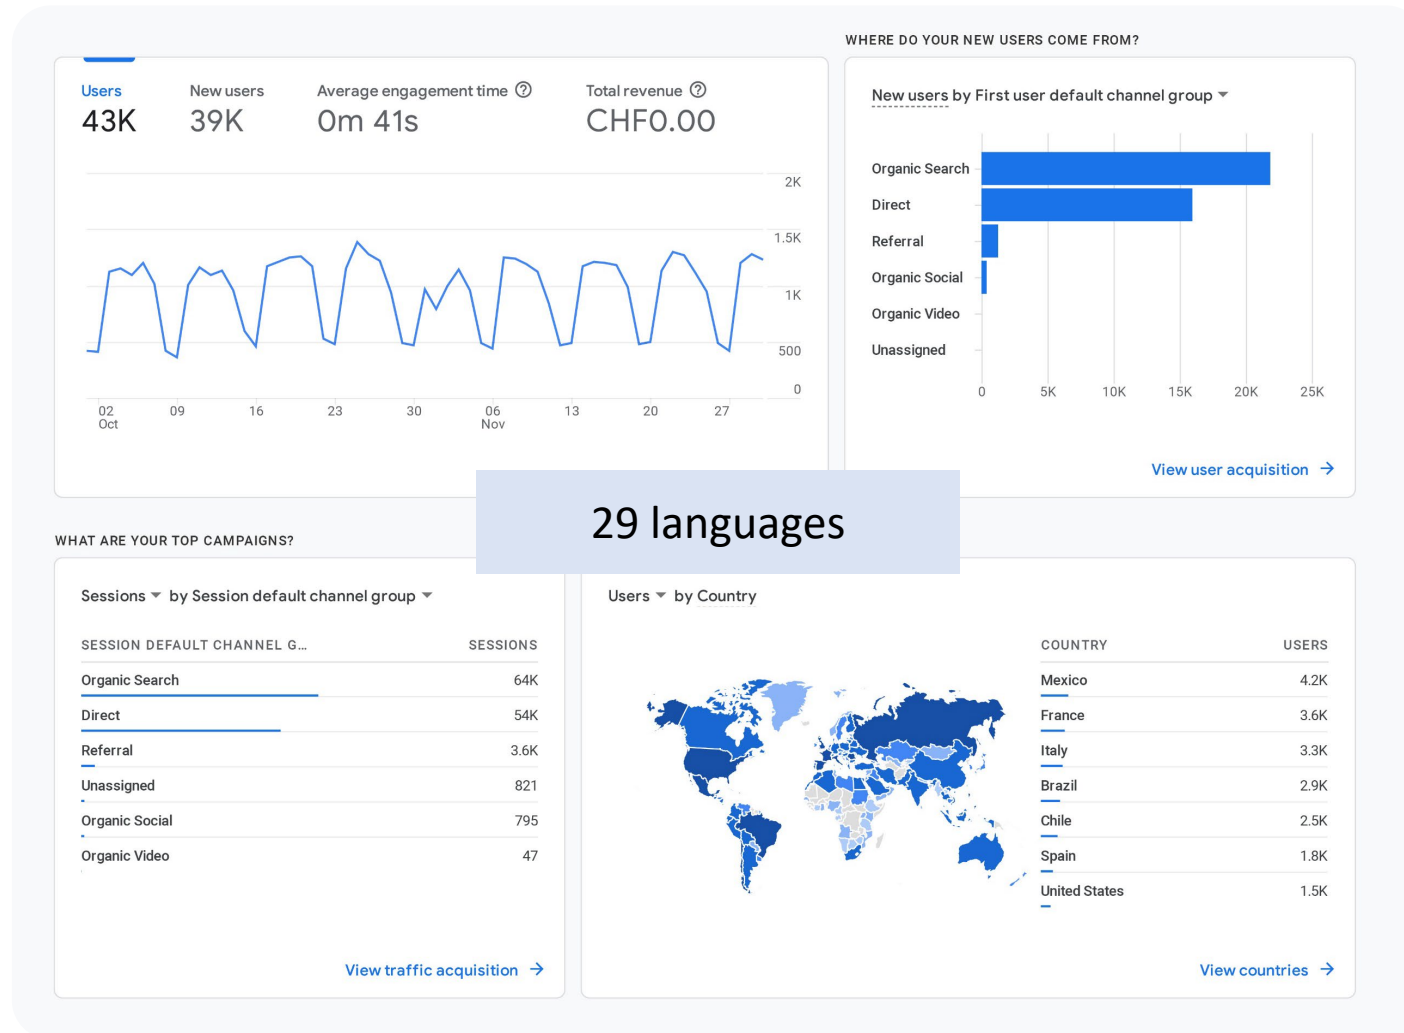 Users New users Average engagement time ? Total revenue ?
43K 39K 0m 41s CHF0.00
2K
1.5K
1K
500
0
02 09 16 23 30 06 13 20 27
Oct Nov
WHERE DO YOUR NEW USERS COME FROM?
New users by First user default channel group
Organic Search
Direct
Referral
Organic Social
Organic Video
Unassigned
0 5K 10K 15K 20K 25K
View user acquisition →
29 languages
WHAT ARE YOUR TOP CAMPAIGNS?
Sessions by Session default channel group
SESSION DEFAULT CHANNEL G... SESSIONS
Organic Search 64K
Direct 54K
Referral 3.6K
Unassigned 821
Organic Social 795
Organic Video 47
View traffic acquisition →
Users by Country
COUNTRY USERS
Mexico 4.2K
France 3.6K
Italy 3.3K
Brazil 2.9K
Chile 2.5K
Spain 1.8K
United States 1.5K
View countries →